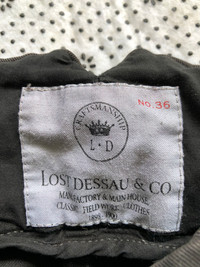 No. 36
CRAFTSMANSHIP
L • D
LOST DESSAU & CO
MANUFACTORY & MAIN HOUSE
CLASSIC FIELD WORK CLOTHES